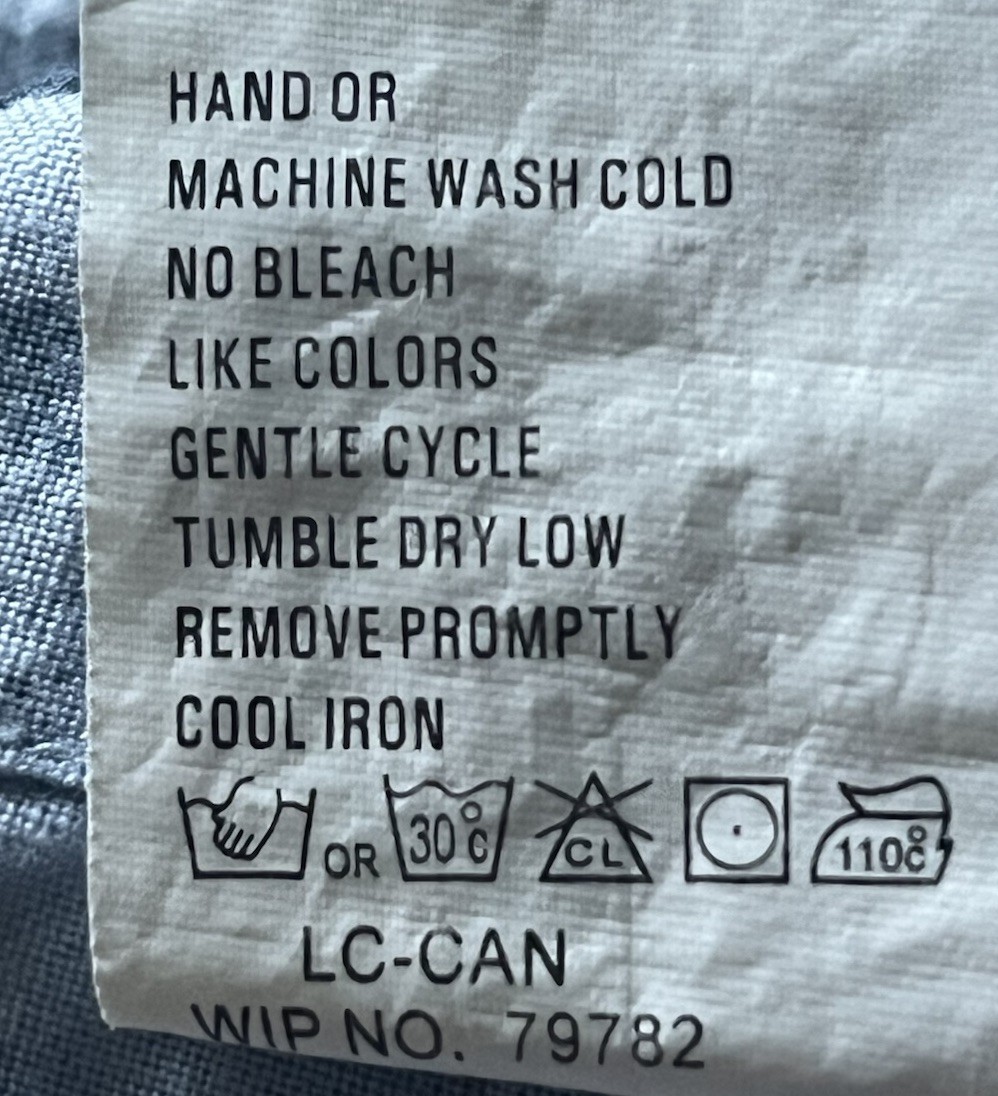 HAND OR
MACHINE WASH COLD
NO BLEACH
LIKE COLORS
GENTLE CYCLE
TUMBLE DRY LOW
REMOVE PROMPTLY
COOL IRON
OR 30°C CL 110°C
LC-CAN
WIP NO. 79782